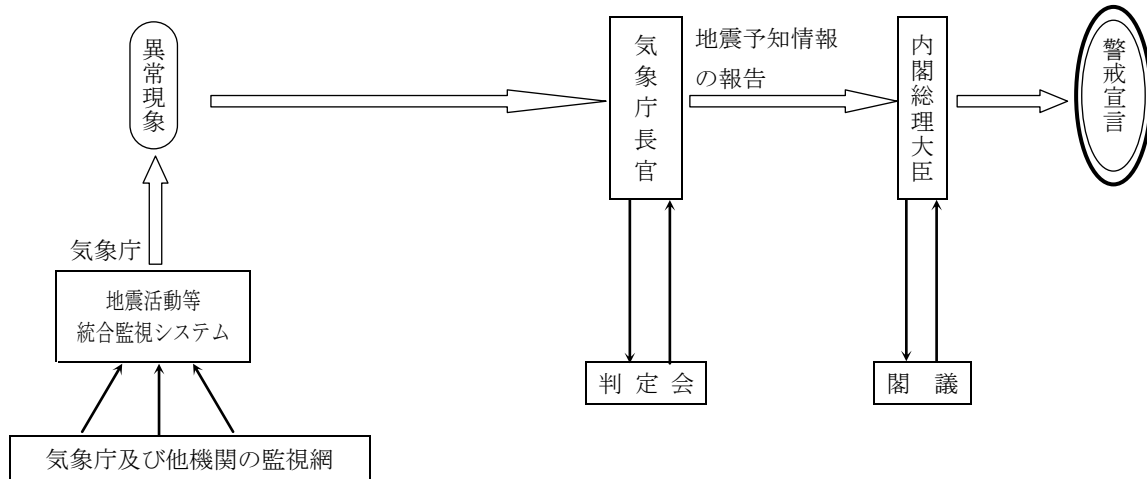 異常現象
気象庁長官
地震予知情報
の報告
内閣総理大臣
警戒宣言
気象庁
地震活動等
統合監視システム
判定会
閣議
気象庁及び他機関の監視網